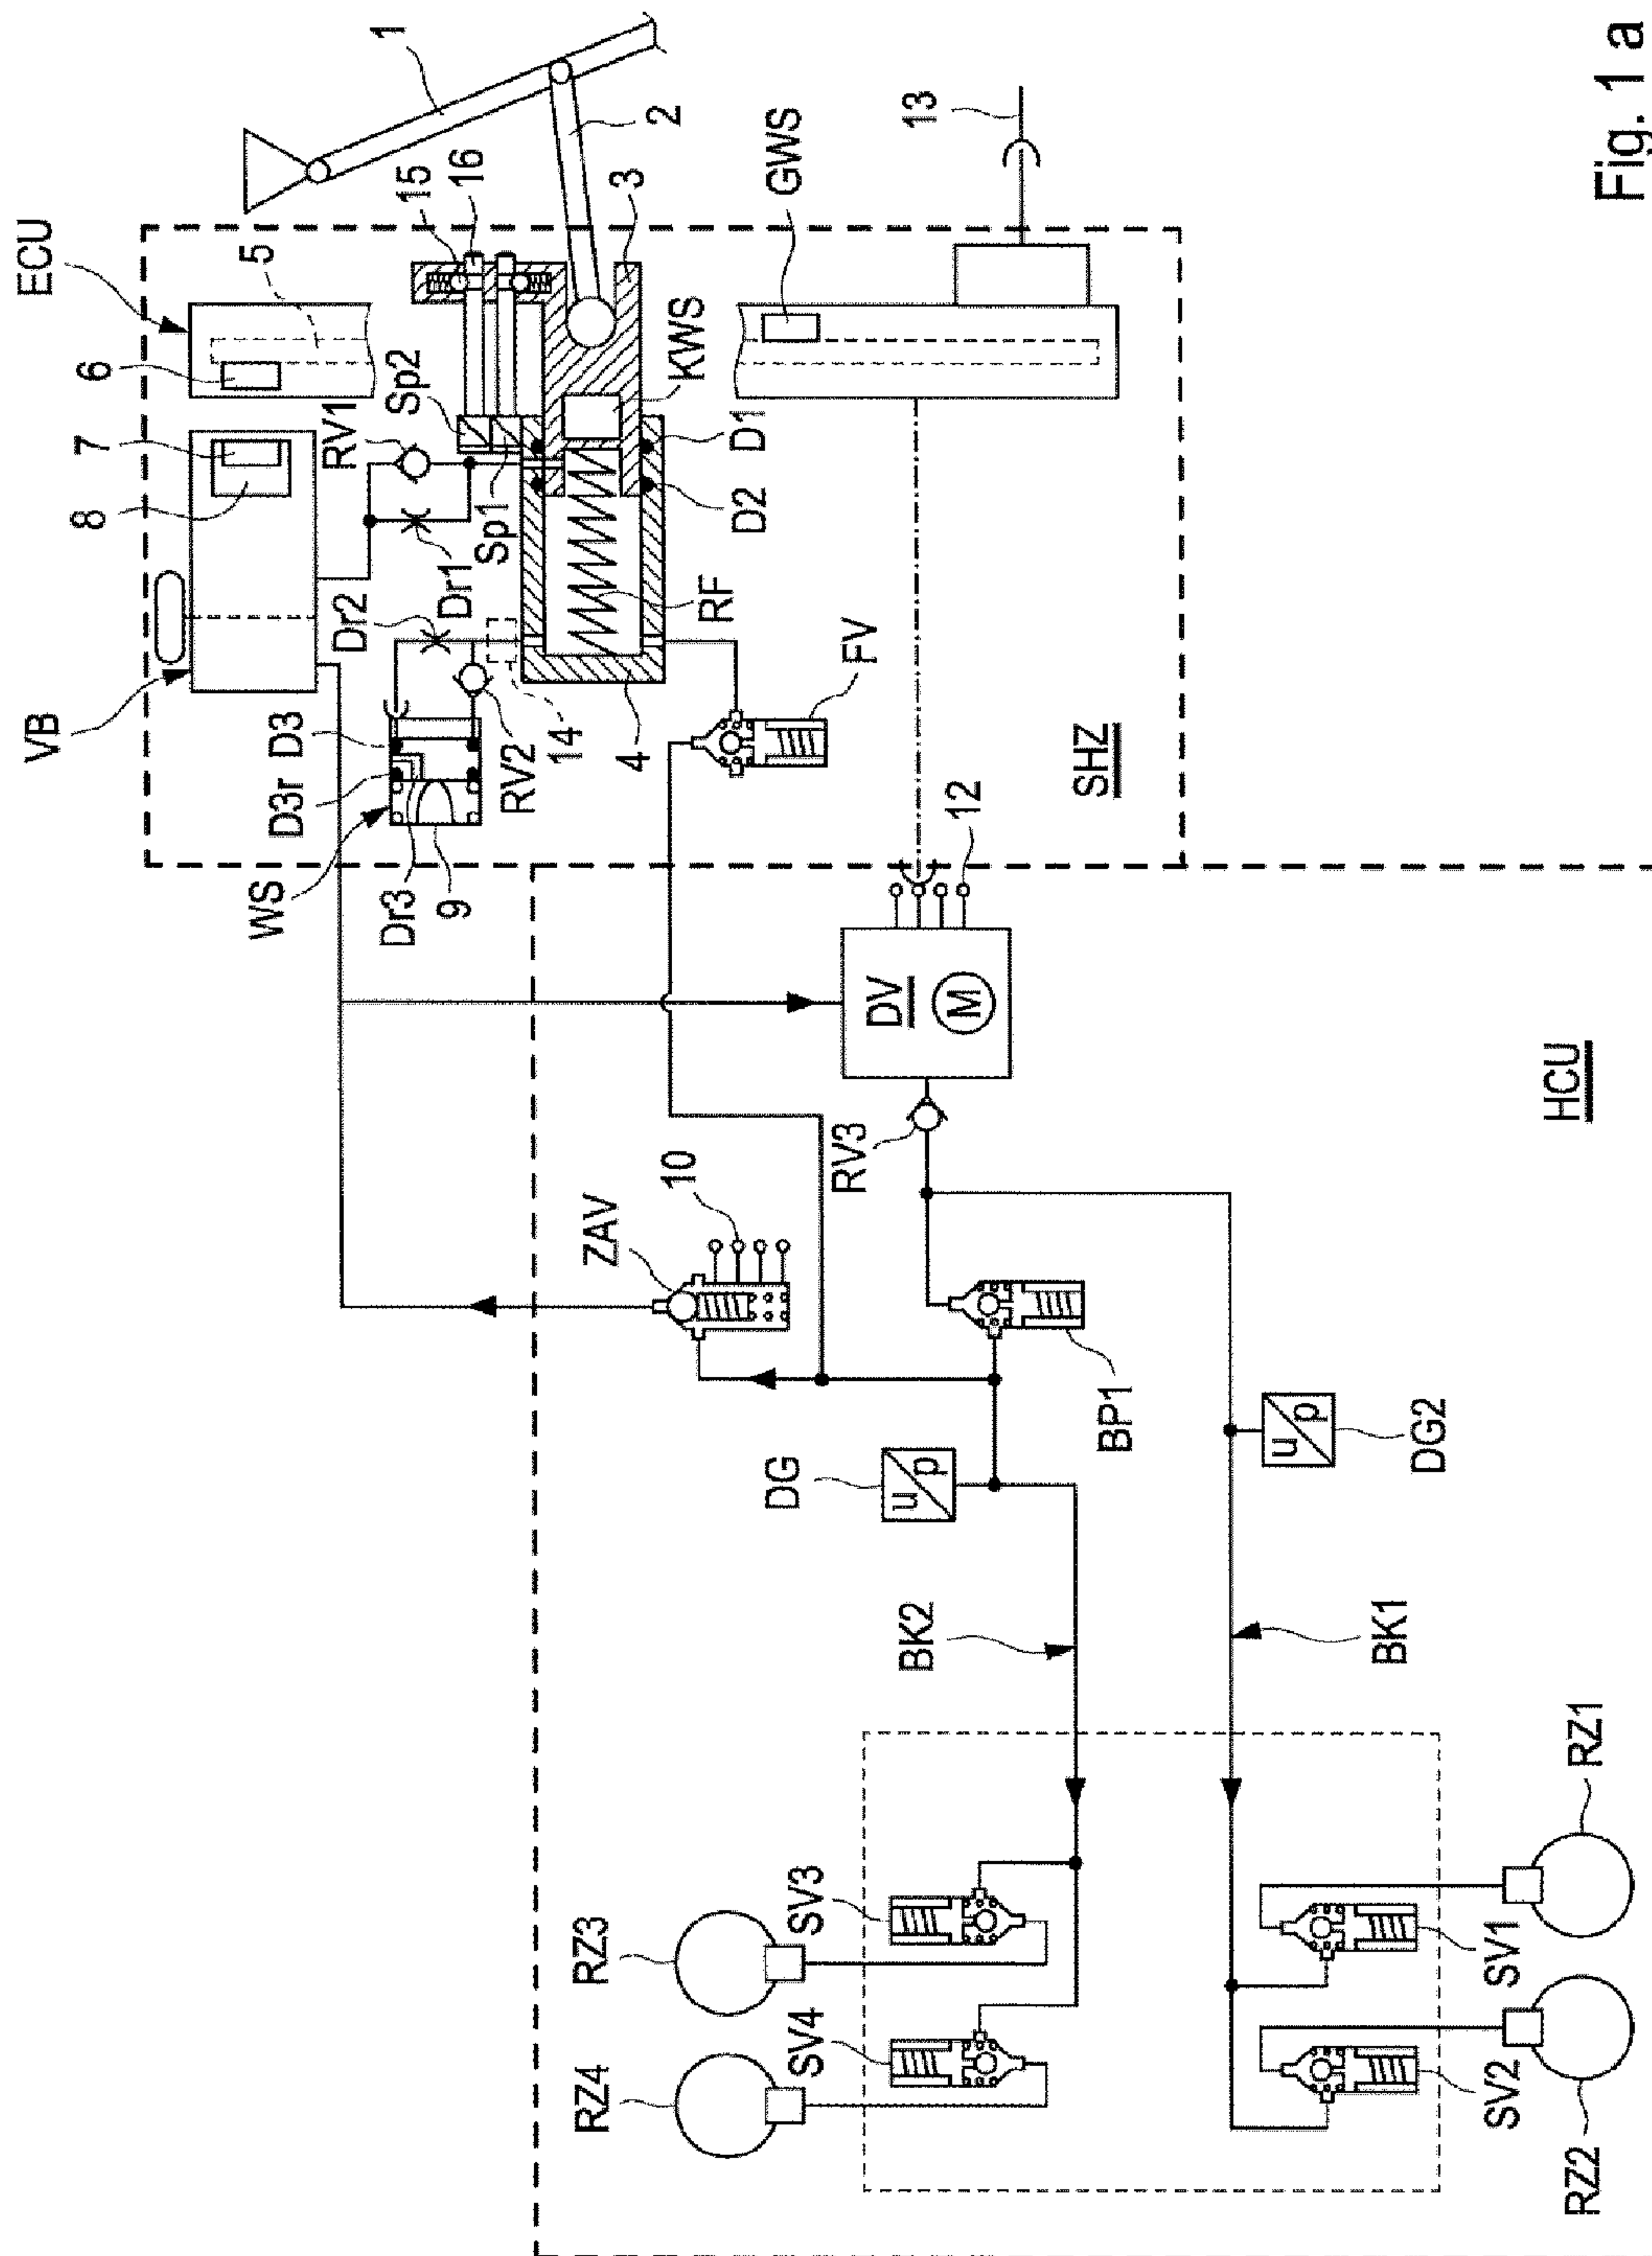 ECU
5
6
7
8
VB
RV1
Sp2
Sp1
Dr1
Dr2
15
16
1
2
3
KWS
D1
D2
RF
GWS
13
D3
D3r
WS
Dr3
9
RV2
14
4
FV
SHZ
12
DV
M
RV3
ZAV
10
BP1
DG
u
p
DG2
u
p
BK2
BK1
HCU
RZ3
SV3
RZ4
SV4
SV1
RZ1
SV2
RZ2
Fig. 1 a